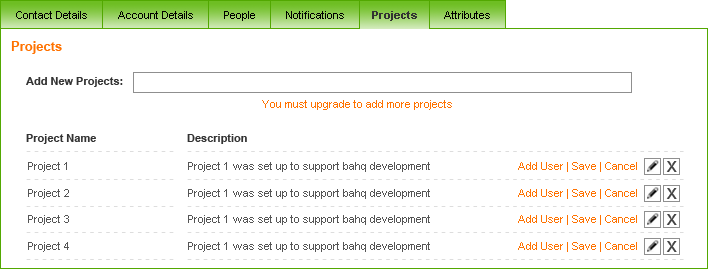 Contact Details Account Details People Notifications Projects Attributes
Projects
Add New Projects:
You must upgrade to add more projects
Project Name Description
Project 1 Project 1 was set up to support bahq development Add User | Save | Cancel X
Project 2 Project 1 was set up to support bahq development Add User | Save | Cancel X
Project 3 Project 1 was set up to support bahq development Add User | Save | Cancel X
Project 4 Project 1 was set up to support bahq development Add User | Save | Cancel X